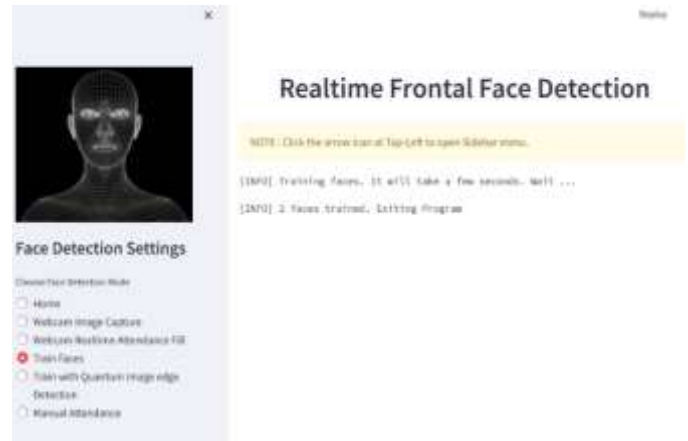 ×
Deploy
Realtime Frontal Face Detection
NOTE : Click the arrow icon at Top-Left to open Sidebar menu.
[INFO] Training faces. It will take a few seconds. Wait ...
[INFO] 2 faces trained. Exiting Program
Face Detection Settings
Choose Face Detection Mode
Home
Webcam Image Capture
Webcam Realtime Attendance Fill
Train Faces
Train with Quantum image edge
Detection
Manual Attendance